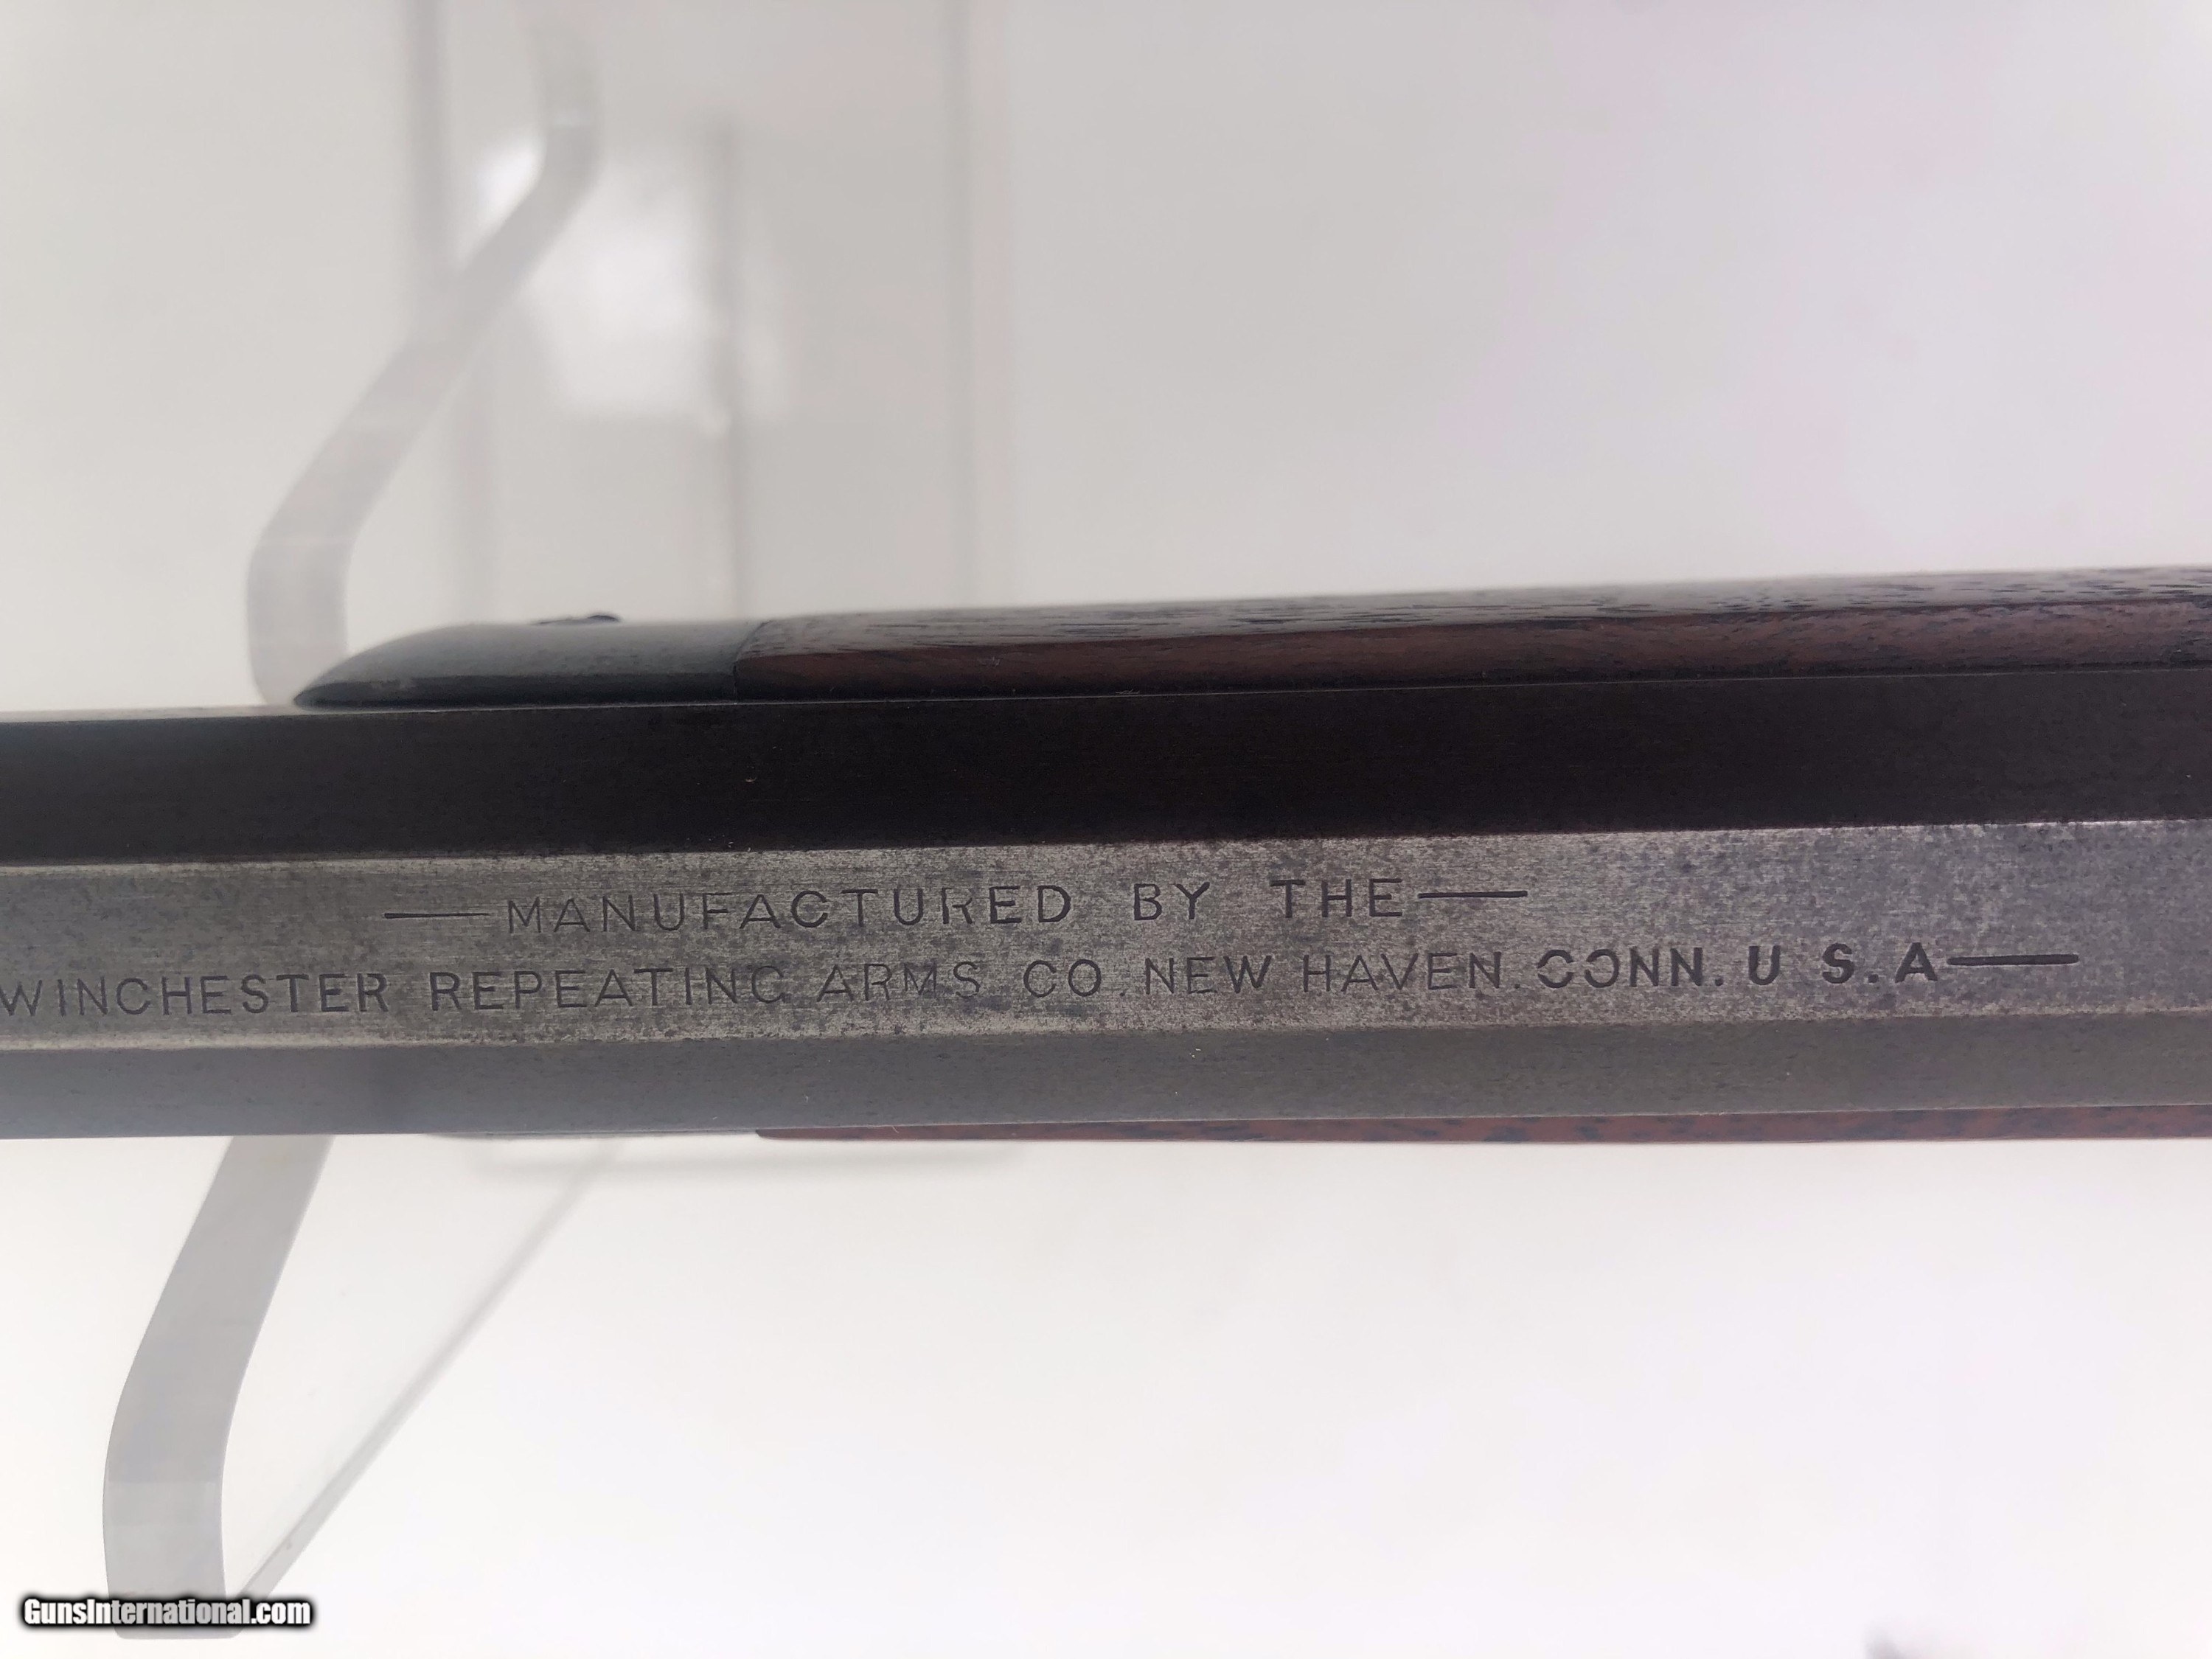 —MANUFACTURED BY THE—
WINCHESTER REPEATING ARMS CO. NEW HAVEN. CONN. U S. A—
GunsInternational.com